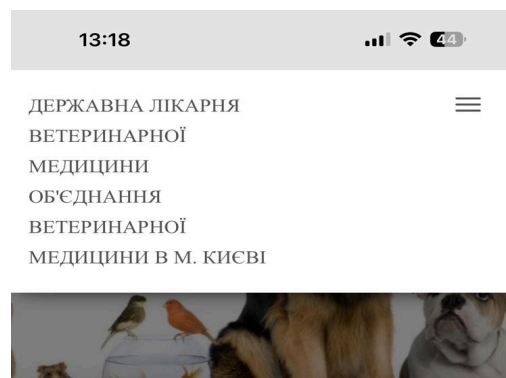 13:18
44
ДЕРЖАВНА ЛІКАРНЯ
ВЕТЕРИНАРНОЇ
МЕДИЦИНИ
ОБ'ЄДНАННЯ
ВЕТЕРИНАРНОЇ
МЕДИЦИНИ В М. КИЄВІ